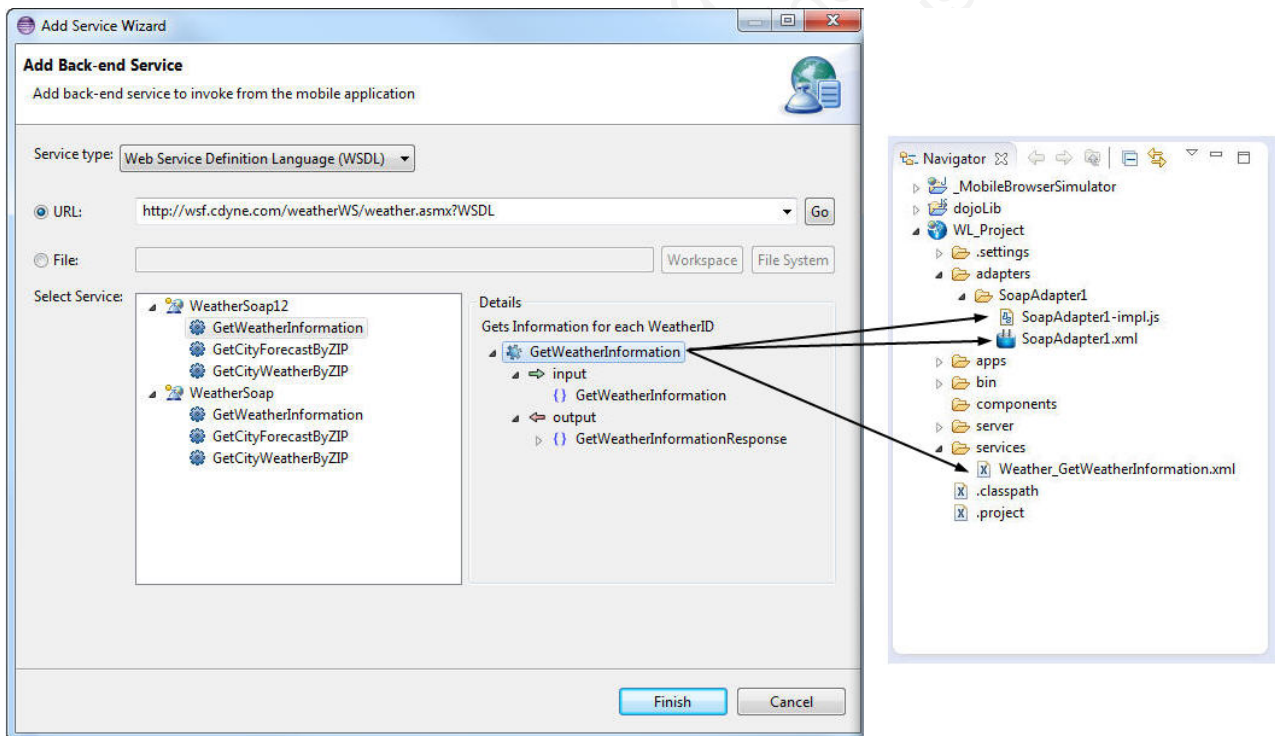 Add Service Wizard
Add Back-end Service
Add back-end service to invoke from the mobile application
Service type: Web Service Definition Language (WSDL)
URL: http://wsf.cdyne.com/weatherWS/weather.asmx?WSDL Go
File: Workspace File System
Select Service:
WeatherSoap12
GetWeatherInformation
GetCityForecastByZIP
GetCityWeatherByZIP
WeatherSoap
GetWeatherInformation
GetCityForecastByZIP
GetCityWeatherByZIP
Details
Gets Information for each WeatherID
GetWeatherInformation
input
{} GetWeatherInformation
output
{} GetWeatherInformationResponse
Finish Cancel
Navigator
_MobileBrowserSimulator
dojoLib
WL_Project
.settings
adapters
SoapAdapter1
SoapAdapter1-impl.js
SoapAdapter1.xml
apps
bin
components
server
services
Weather_GetWeatherInformation.xml
.classpath
.project